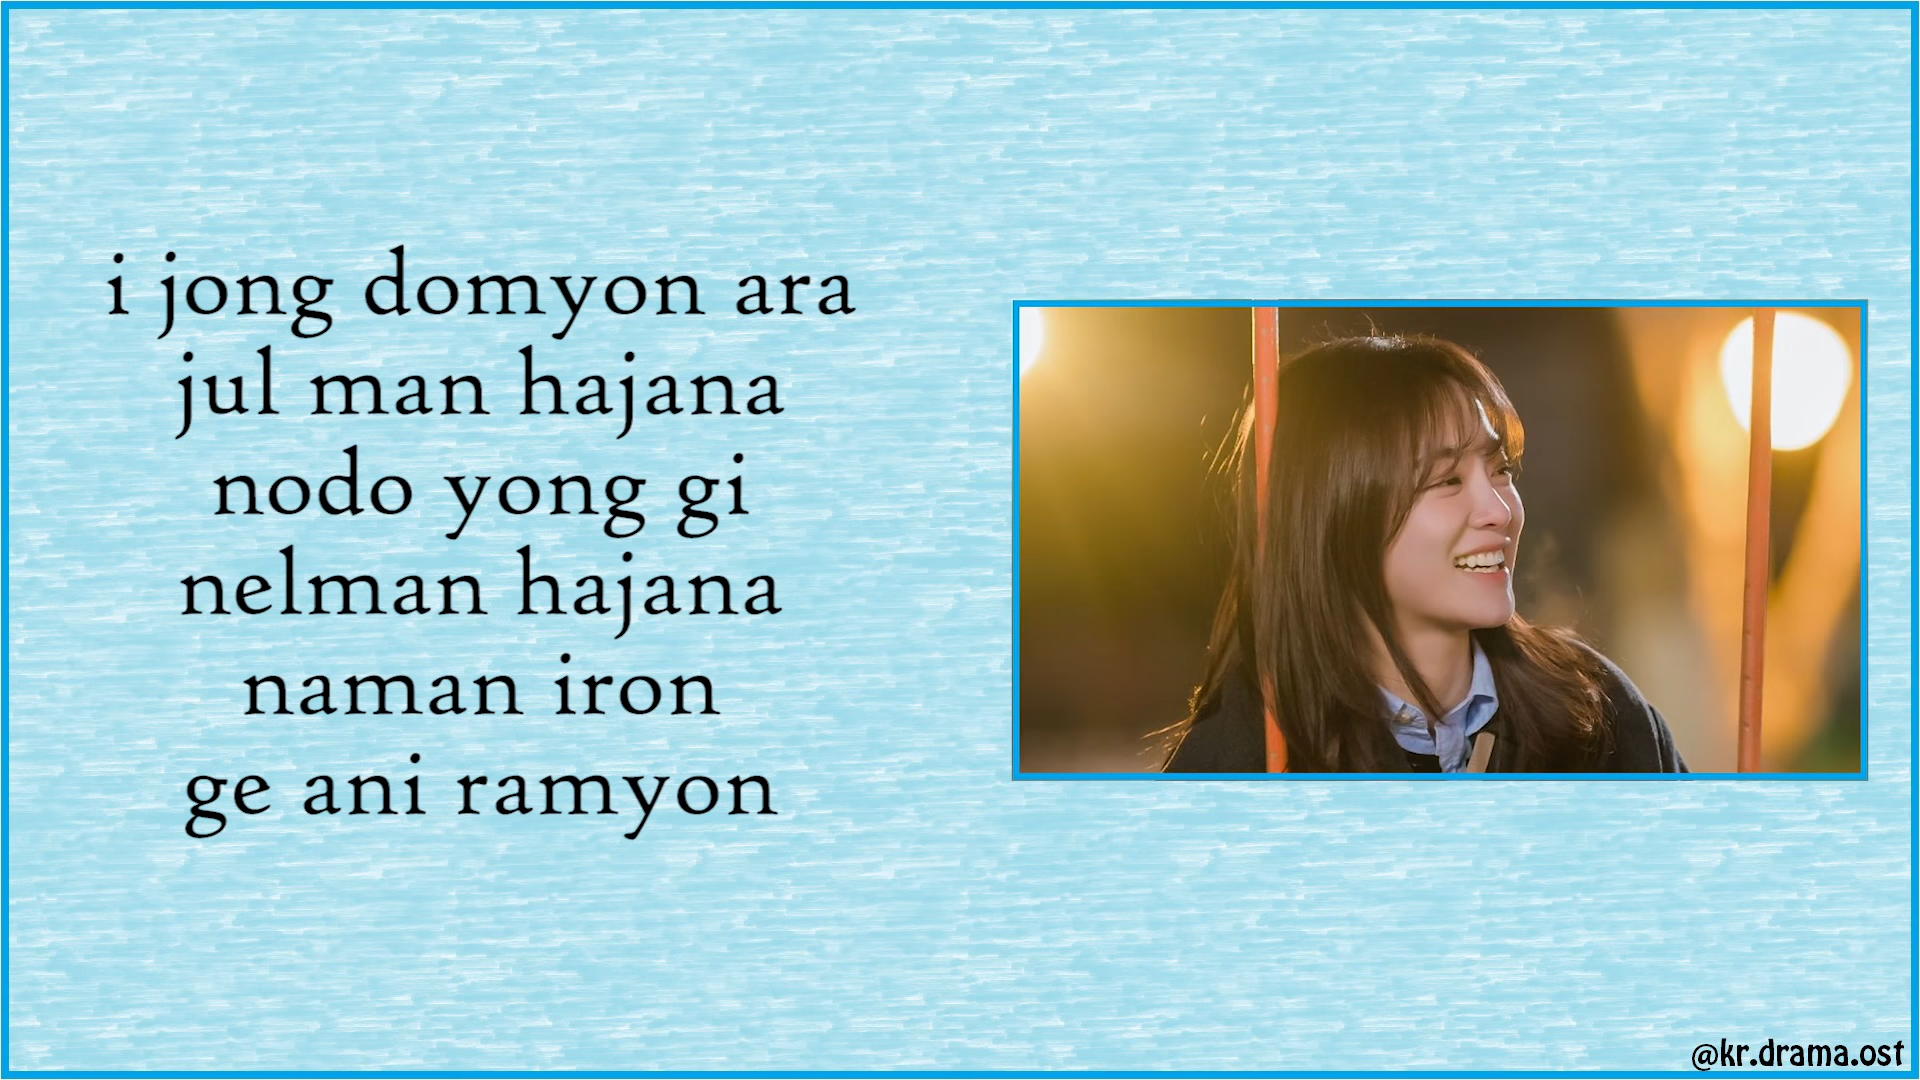 i jong domyon ara
jul man hajana
nodo yong gi
nelman hajana
naman iron
ge ani ramyon
@kr.drama.ost